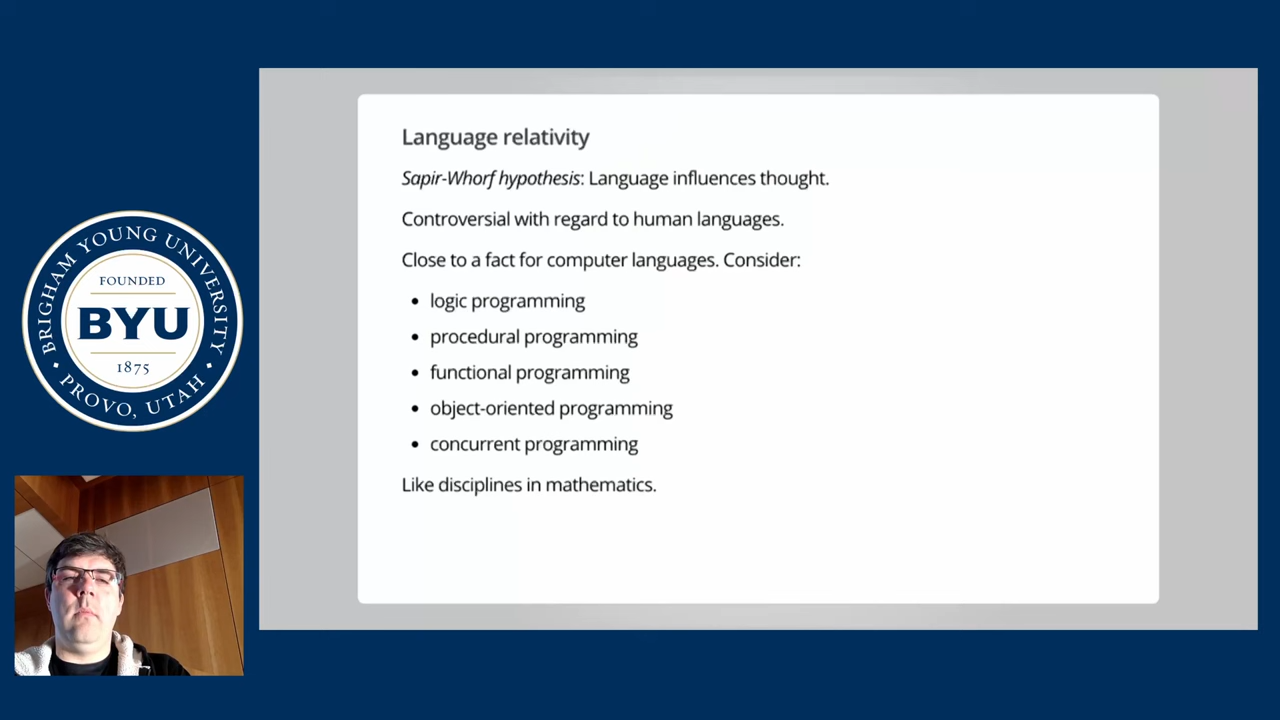 BRIGHAM YOUNG UNIVERSITY
FOUNDED
BYU
1875
PROVO, UTAH
Language relativity
Sapir-Whorf hypothesis: Language influences thought.
Controversial with regard to human languages.
Close to a fact for computer languages. Consider:
• logic programming
• procedural programming
• functional programming
• object-oriented programming
• concurrent programming
Like disciplines in mathematics.